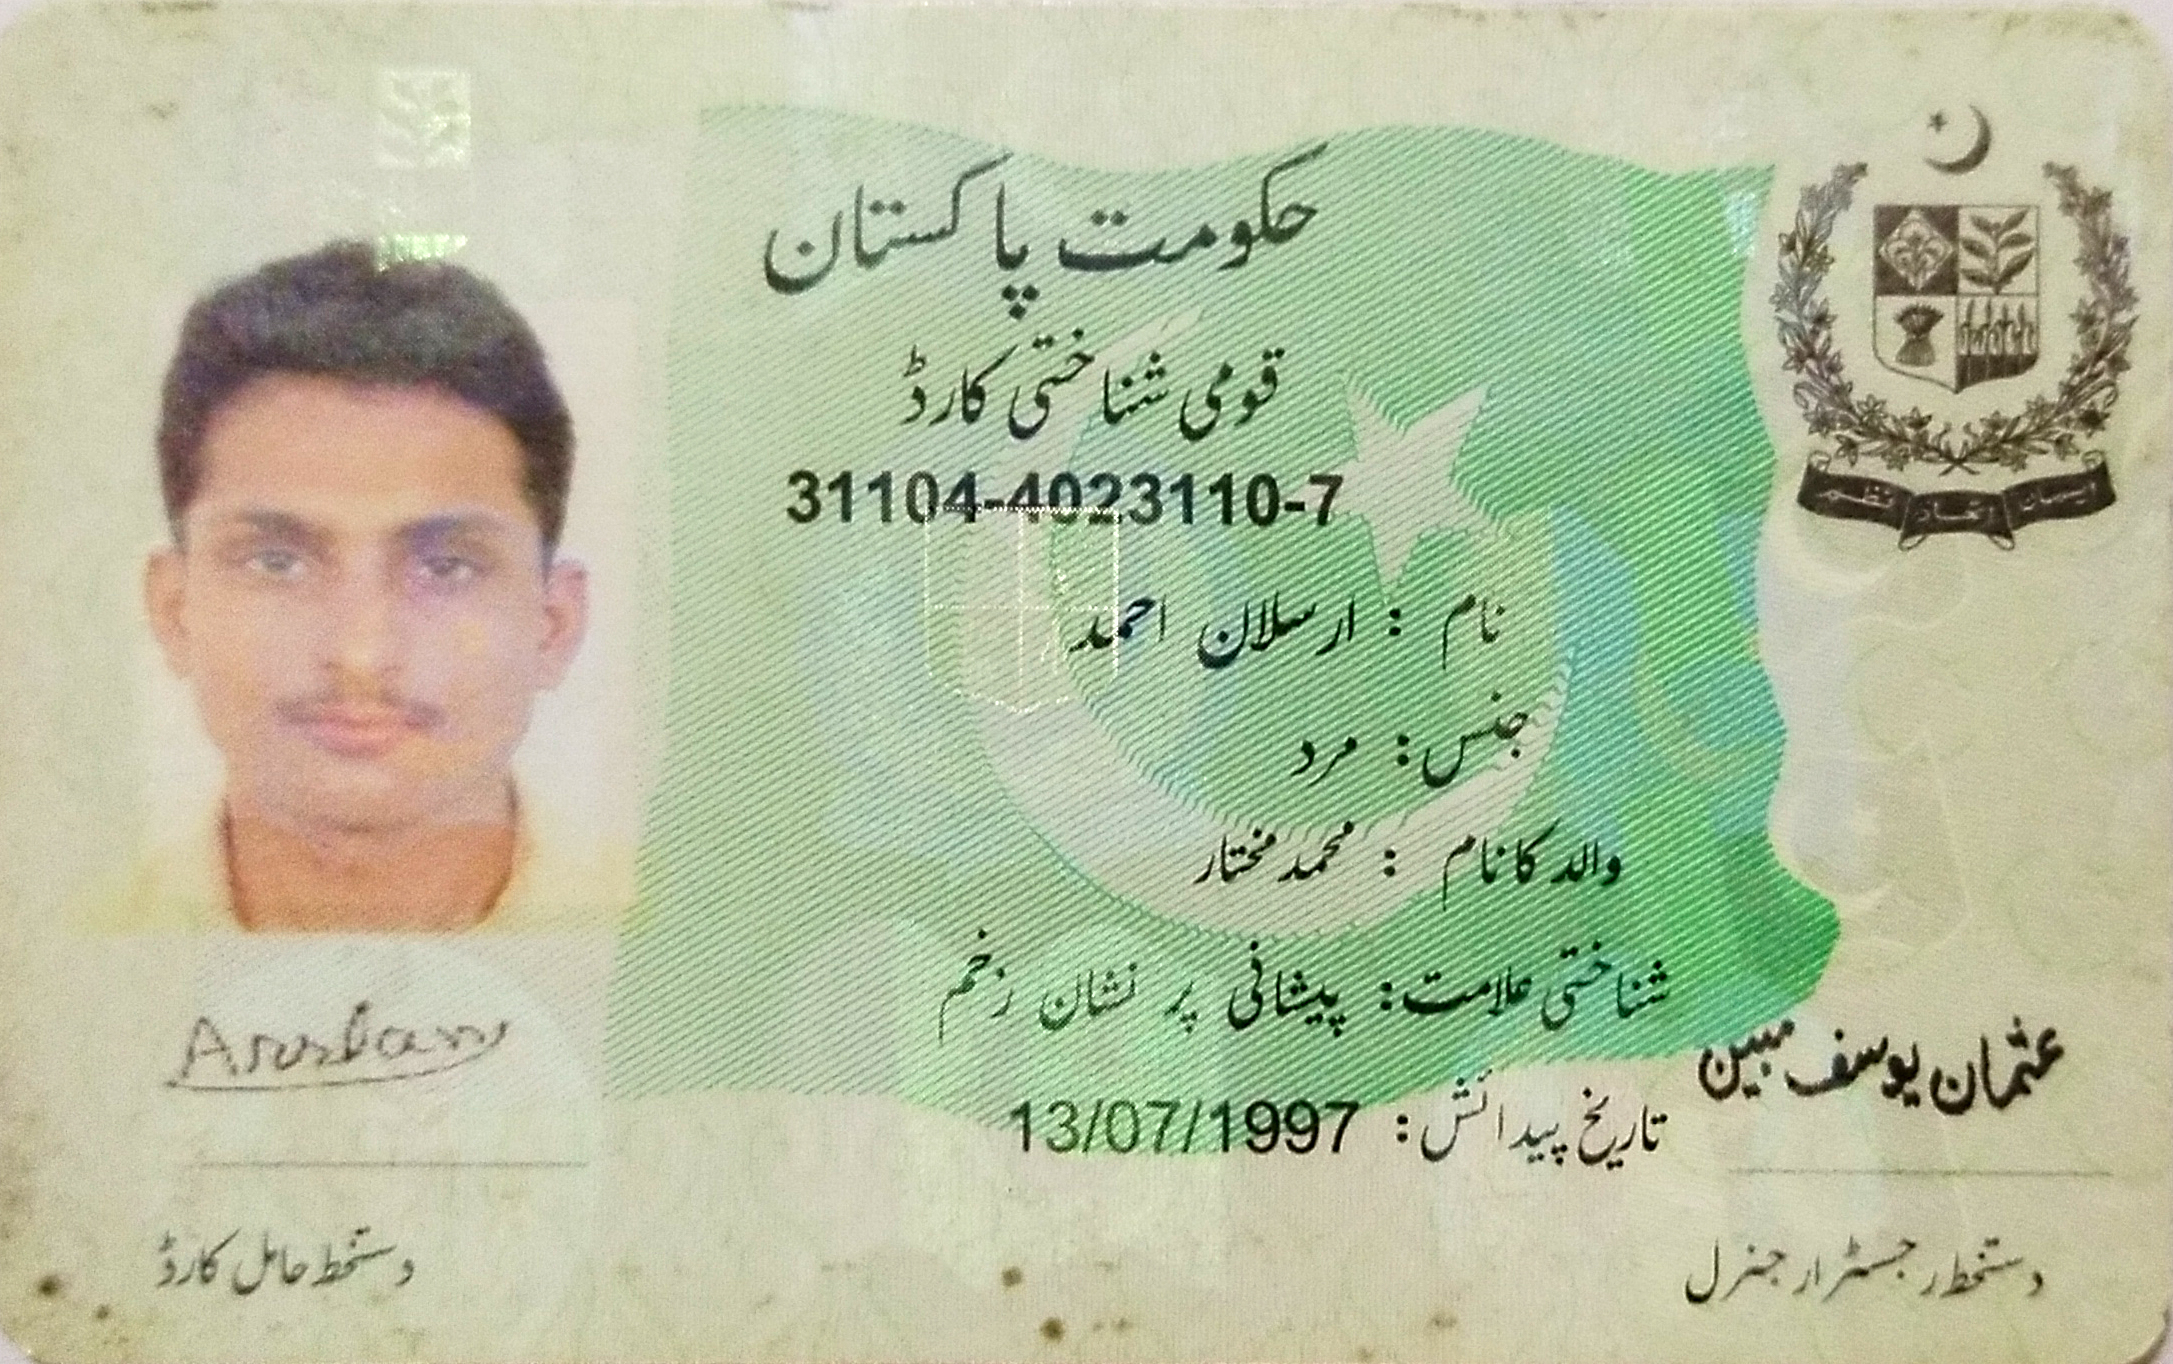 حکومت پاکستان
قومی شناختی کارڈ
31104-4023110-7
نام : ارسلان احمد
جنس : مرد
والد کا نام : محمد مختار
شناختی علامت : پیشانی پر نشان زخم
تاریخ پیدائش : 13/07/1997
عثمان یوسف مبین
دستخط رجسٹرار جنرل
Arsslan
دستخط حامل کارڈ
ایمان اتحاد نظم